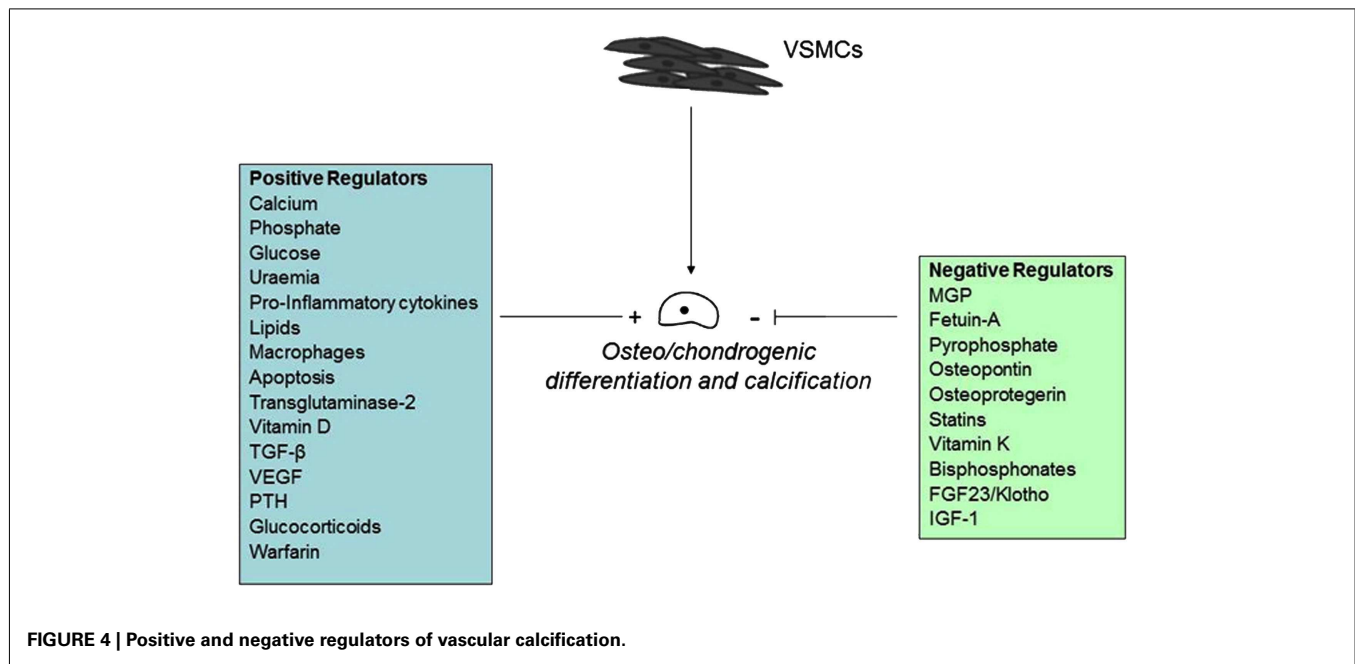 VSMCs
Positive Regulators
Calcium
Phosphate
Glucose
Uraemia
Pro-Inflammatory cytokines
Lipids
Macrophages
Apoptosis
Transglutaminase-2
Vitamin D
TGF-β
VEGF
PTH
Glucocorticoids
Warfarin
+
-
Osteo/chondrogenic
differentiation and calcification
Negative Regulators
MGP
Fetuin-A
Pyrophosphate
Osteopontin
Osteoprotegerin
Statins
Vitamin K
Bisphosphonates
FGF23/Klotho
IGF-1
FIGURE 4 | Positive and negative regulators of vascular calcification.